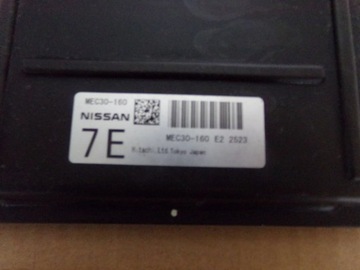 MEC30-160
NISSAN
7E
MEC30-160 E2 2523
Hitachi, Ltd. Tokyo Japan